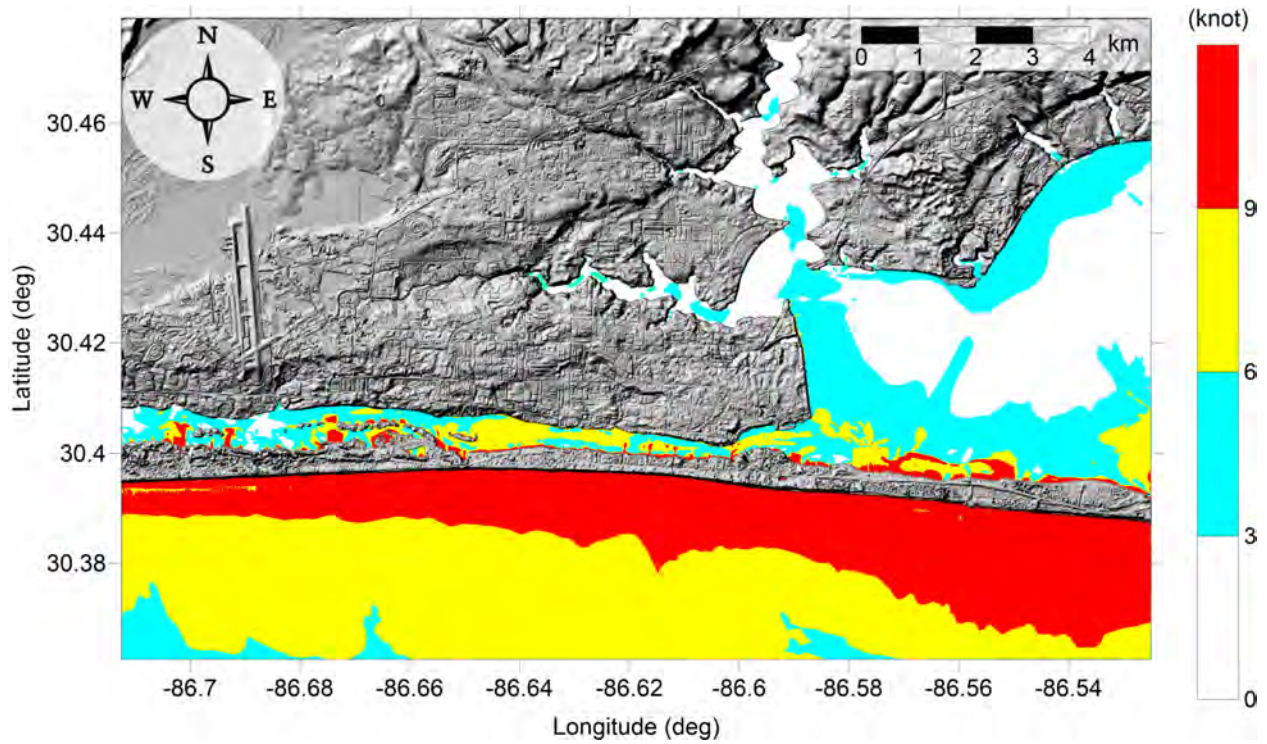 (knot)
N
W E
S
0 1 2 3 4 km
9
6
3
0
30.46
30.44
30.42
30.4
30.38
Latitude (deg)
-86.7 -86.68 -86.66 -86.64 -86.62 -86.6 -86.58 -86.56 -86.54
Longitude (deg)